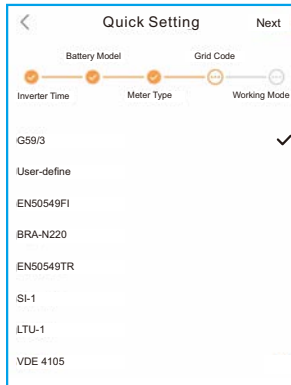 Quick Setting Next
Battery Model Grid Code
Inverter Time Meter Type Working Mode
G59/3
User-define
EN50549FI
BRA-N220
EN50549TR
SI-1
LTU-1
VDE 4105